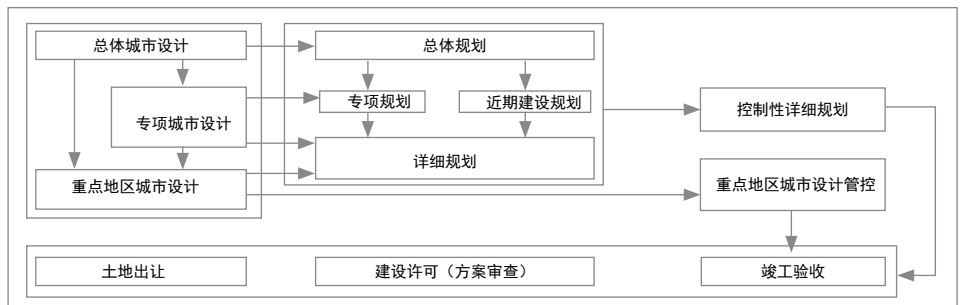 总体城市设计
总体规划
专项规划
近期建设规划
控制性详细规划
专项城市设计
详细规划
重点地区城市设计
重点地区城市设计管控
土地出让
建设许可（方案审查）
竣工验收